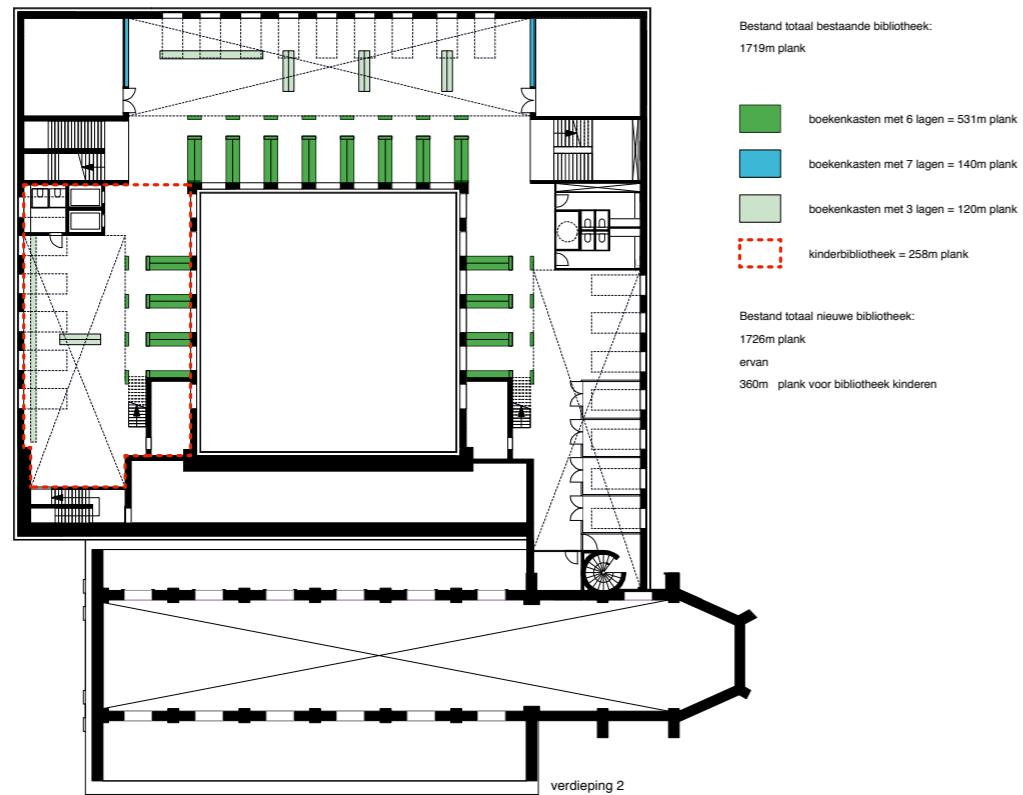 Bestand totaal bestaande bibliotheek:
1719m plank
boekenkasten met 6 lagen = 531m plank
boekenkasten met 7 lagen = 140m plank
boekenkasten met 3 lagen = 120m plank
kinderbibliotheek = 258m plank
Bestand totaal nieuwe bibliotheek:
1726m plank
ervan
360m plank voor bibliotheek kinderen
verdieping 2